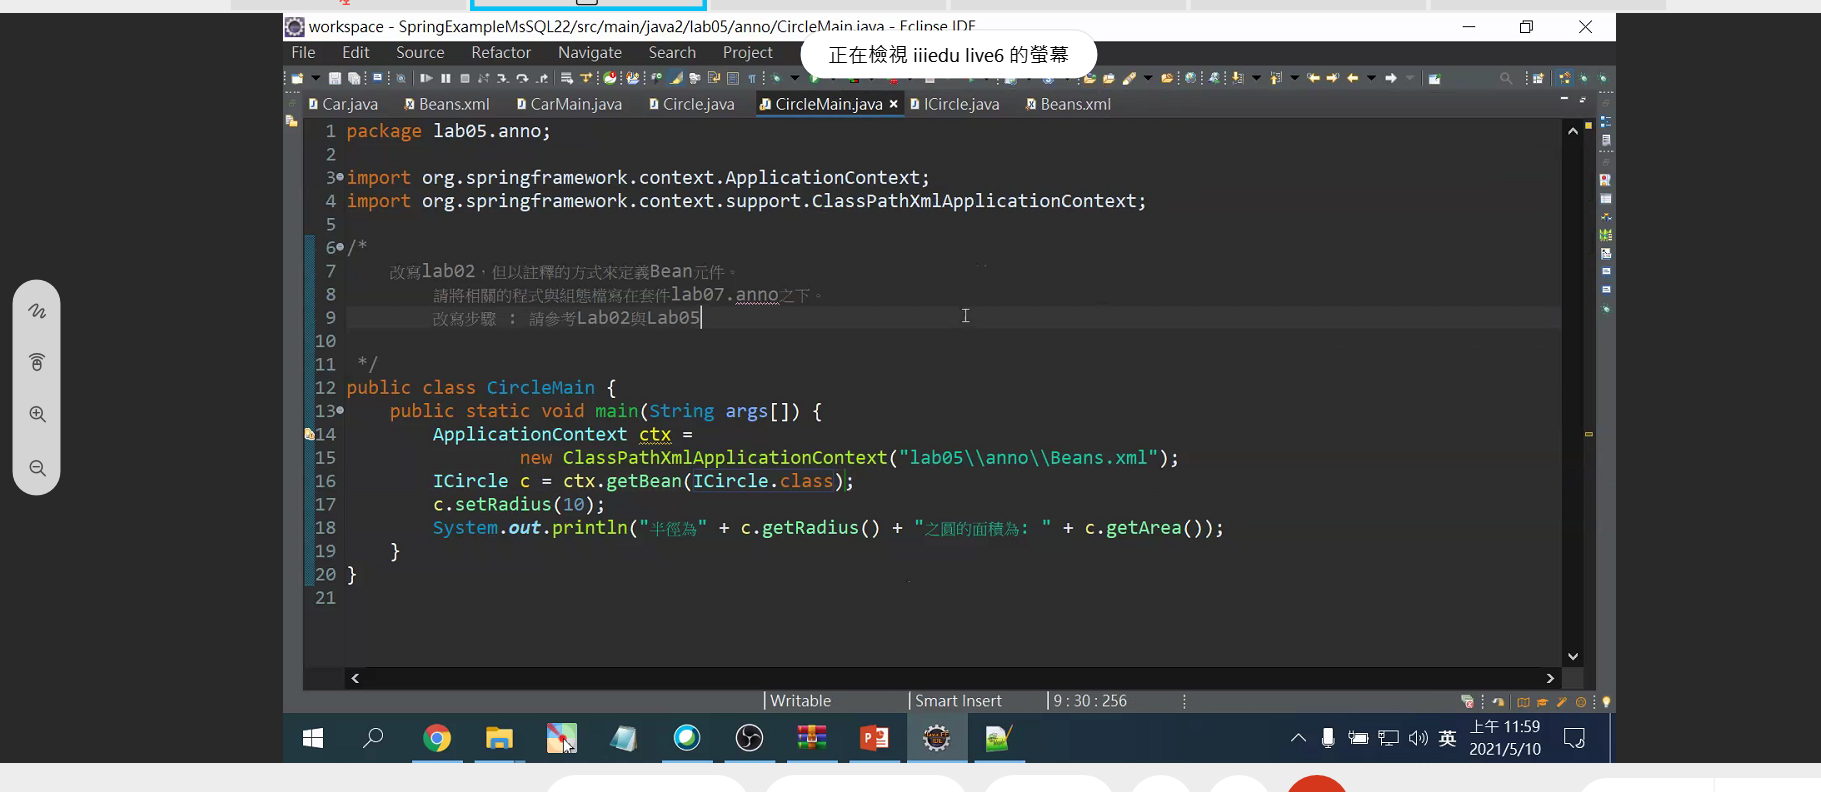 workspace - SpringExampleMsSQL22/src/main/java2/lab05/anno/CircleMain.java - Eclipse IDE
正在檢視 iiiedu live6 的螢幕
File Edit Source Refactor Navigate Search Project
Car.java Beans.xml CarMain.java Circle.java CircleMain.java ICircle.java Beans.xml
1 package lab05.anno;
2
3 import org.springframework.context.ApplicationContext;
4 import org.springframework.context.support.ClassPathXmlApplicationContext;
5
6 /*
7 改寫lab02，但以註釋的方式來定義Bean元件。
8 請將相關的程式與組態檔寫在套件lab07.anno之下。
9 改寫步驟 : 請參考Lab02與Lab05
10
11 */
12 public class CircleMain {
13 public static void main(String args[]) {
14 ApplicationContext ctx =
15 new ClassPathXmlApplicationContext("lab05\\anno\\Beans.xml");
16 ICircle c = ctx.getBean(ICircle.class);
17 c.setRadius(10);
18 System.out.println("半徑為" + c.getRadius() + "之圓的面積為: " + c.getArea());
19 }
20 }
21
Writable Smart Insert 9 : 30 : 256
英 上午 11:59
2021/5/10